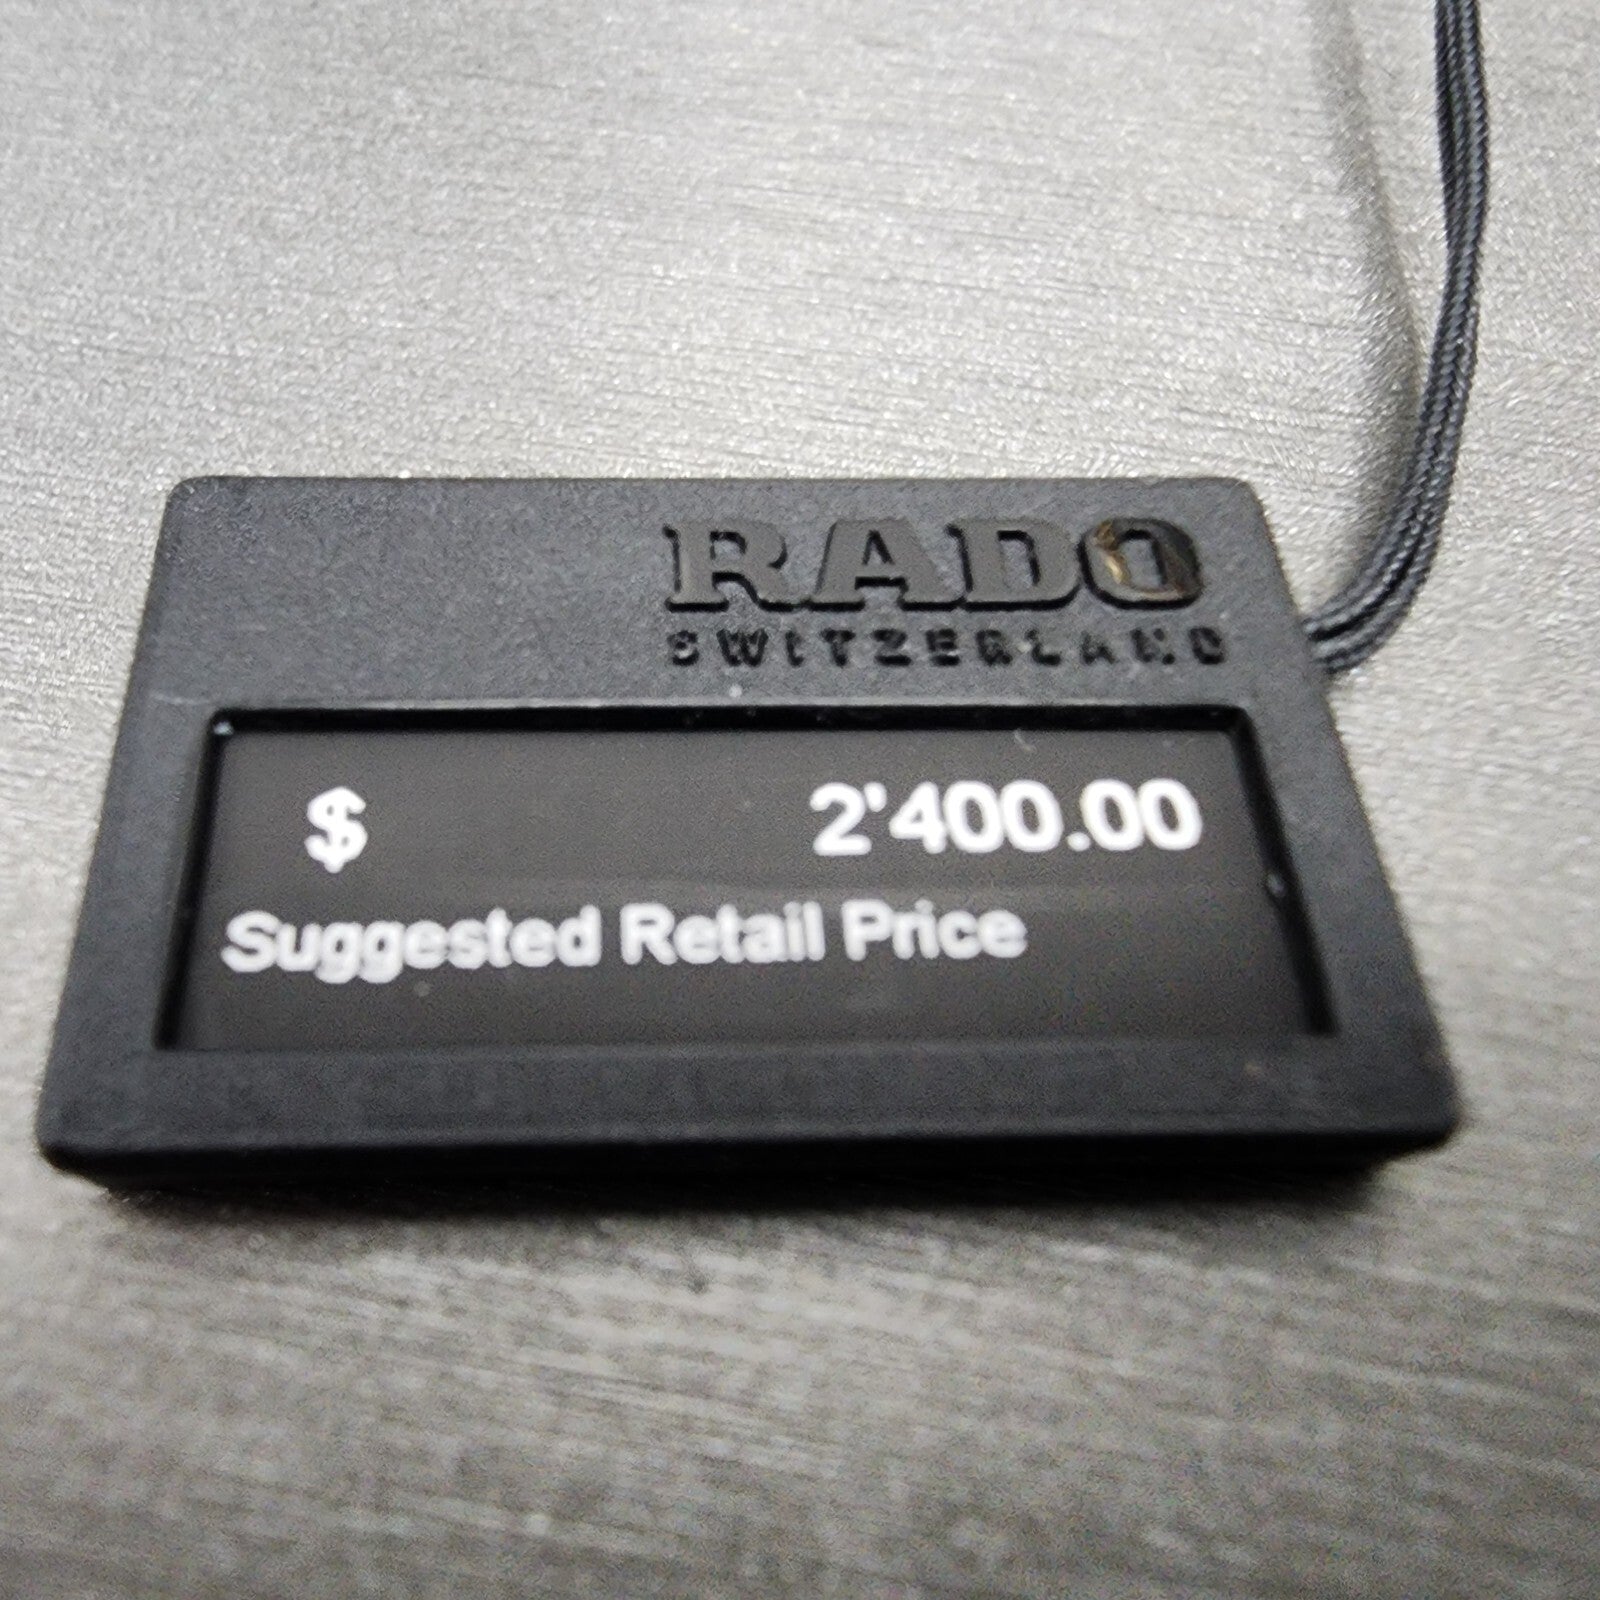 RADO
SWITZERLAND
$ 2'400.00
Suggested Retail Price